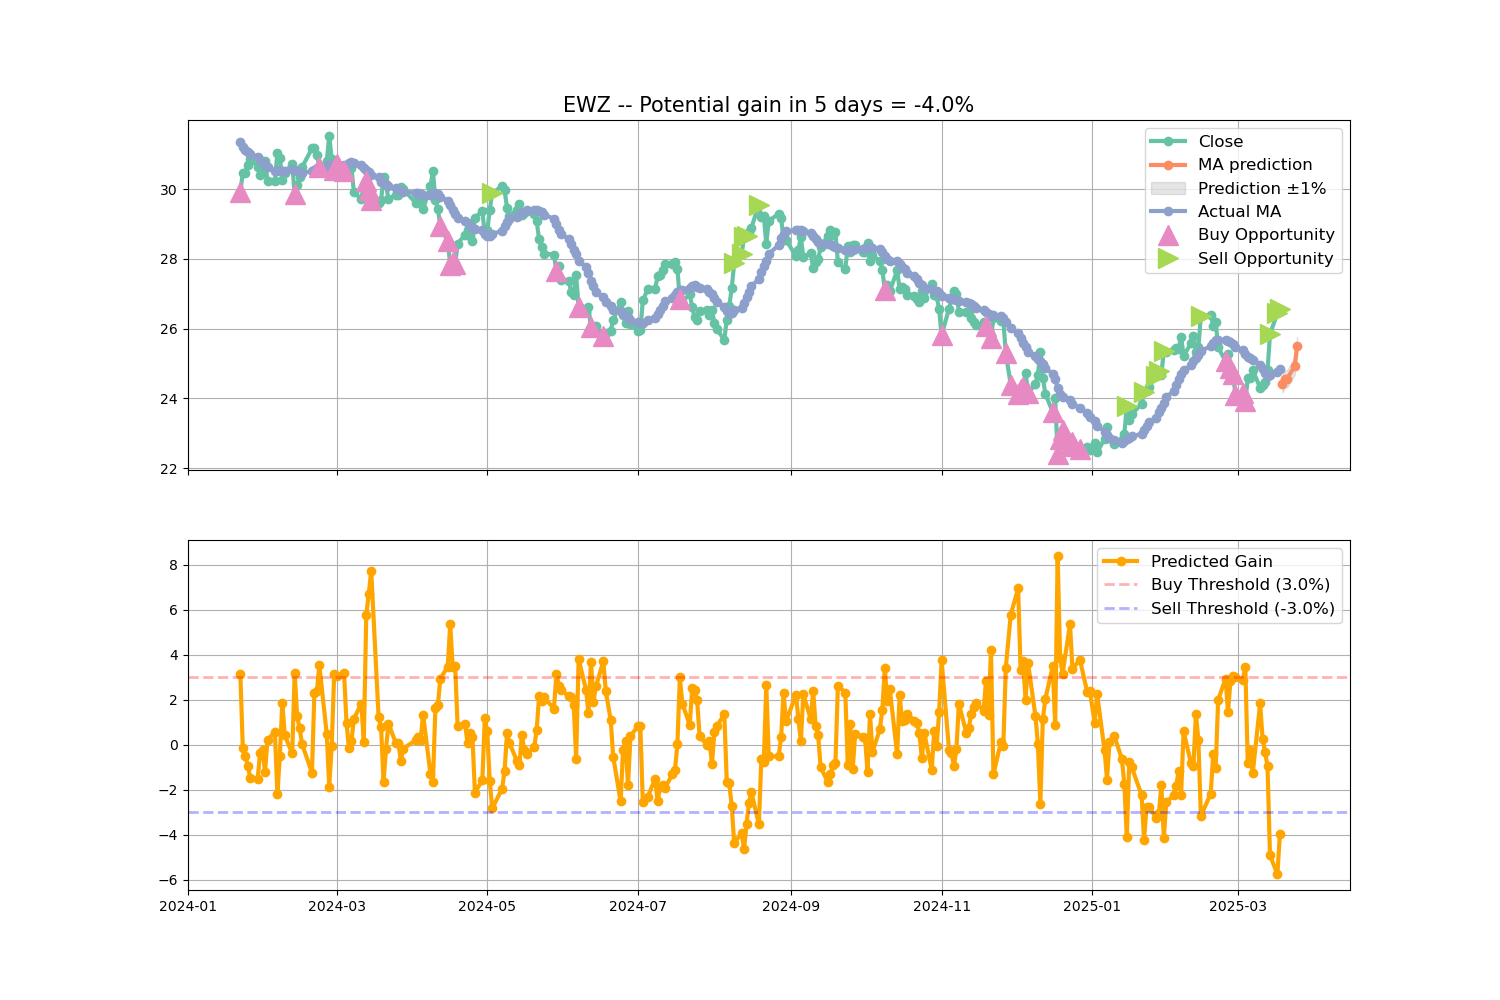 EWZ -- Potential gain in 5 days = -4.0%
Close
MA prediction
Prediction ±1%
Actual MA
Buy Opportunity
Sell Opportunity
30
28
26
24
22
Predicted Gain
Buy Threshold (3.0%)
Sell Threshold (-3.0%)
8
6
4
2
0
−2
−4
−6
2024-01 2024-03 2024-05 2024-07 2024-09 2024-11 2025-01 2025-03